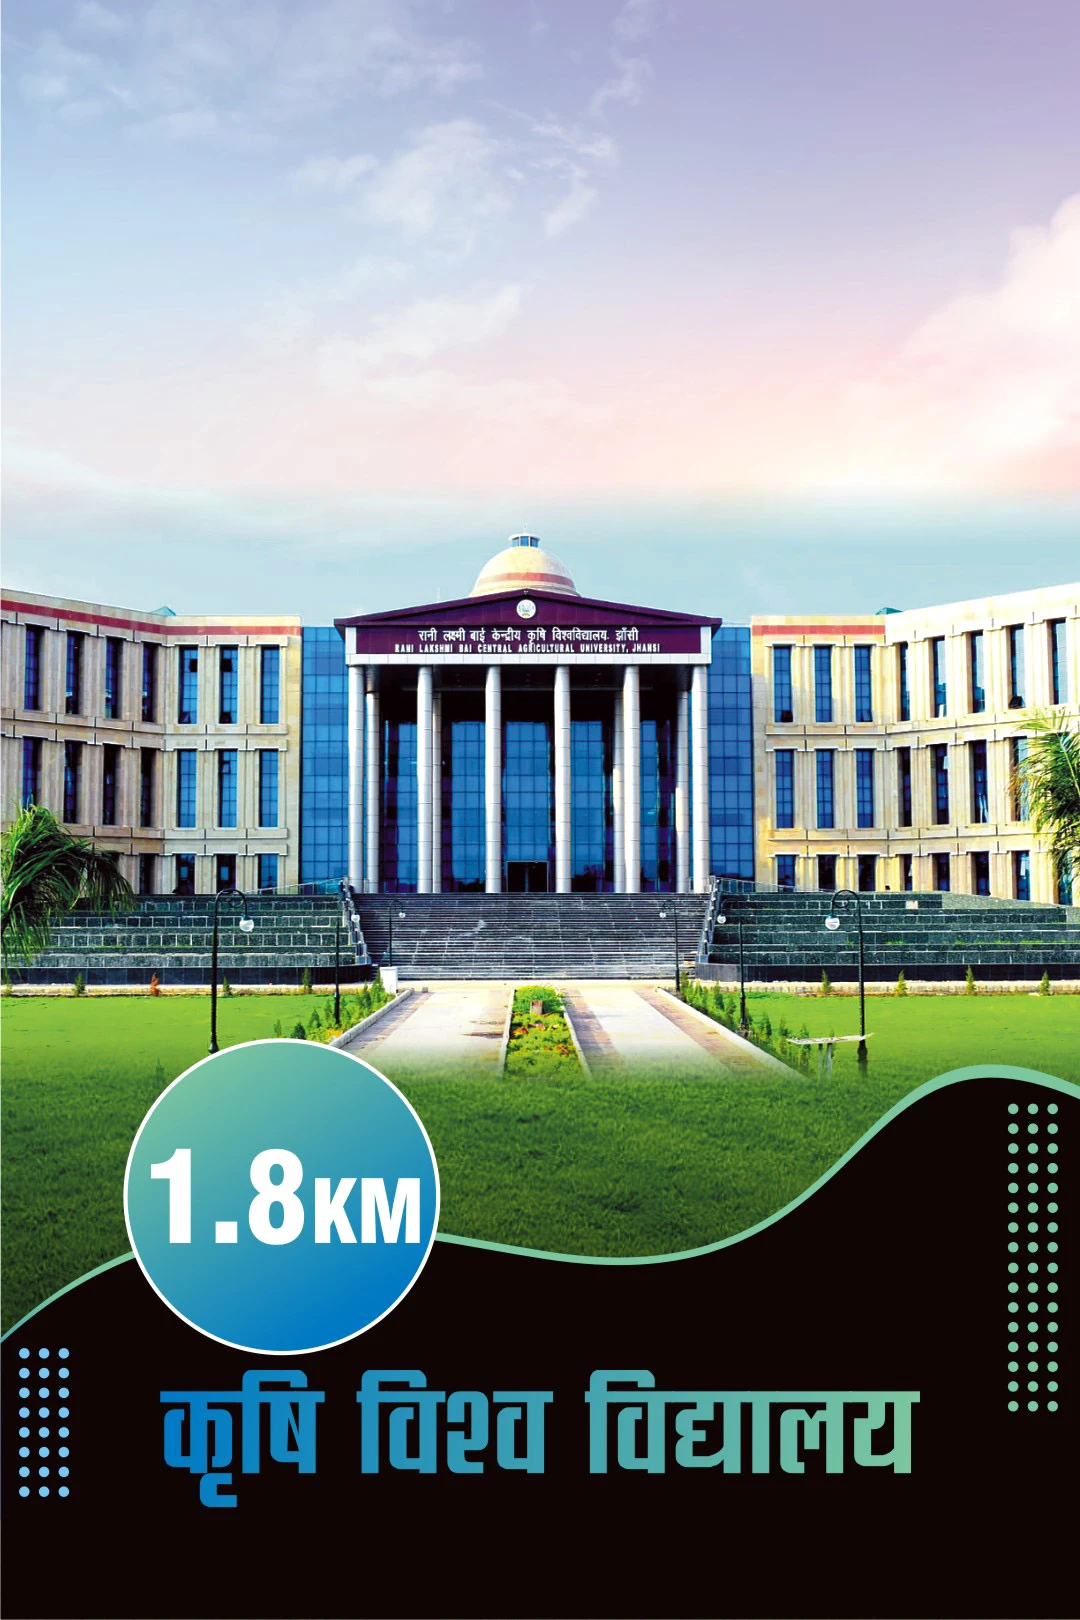 रानी लक्ष्मी बाई केन्द्रीय कृषि विश्वविद्यालय- झाँसी
RANI LAKSHMI BAI CENTRAL AGRICULTURAL UNIVERSITY, JHANSI
1.8KM
कृषि विश्व विद्यालय